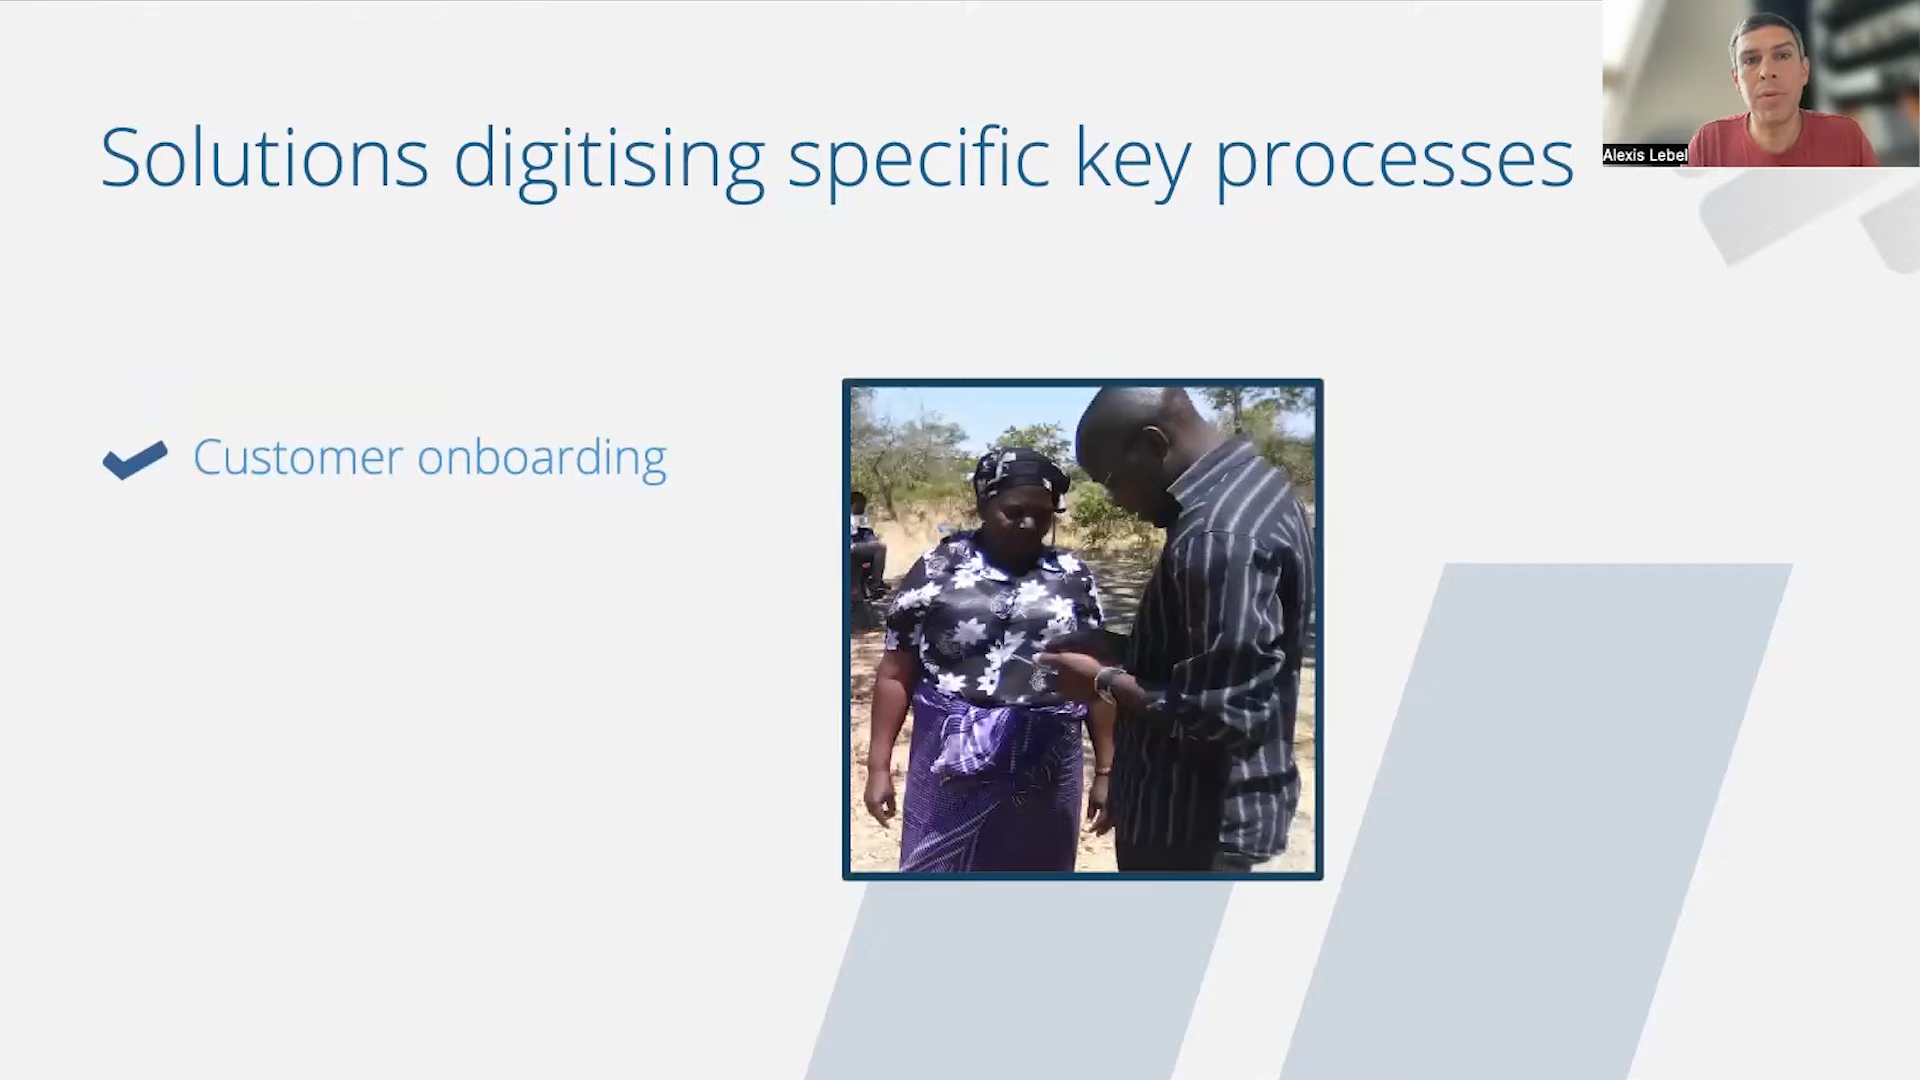 Solutions digitising specific key processes
Alexis Lebel
Customer onboarding